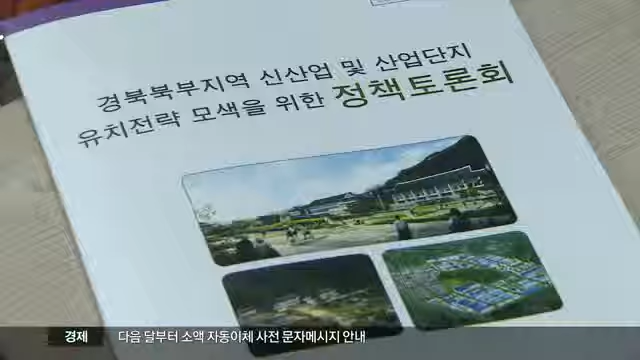 경북북부지역 신산업 및 산업단지
유치전략 모색을 위한 정책토론회
경제 다음 달부터 소액 자동이체 사전 문자메시지 안내